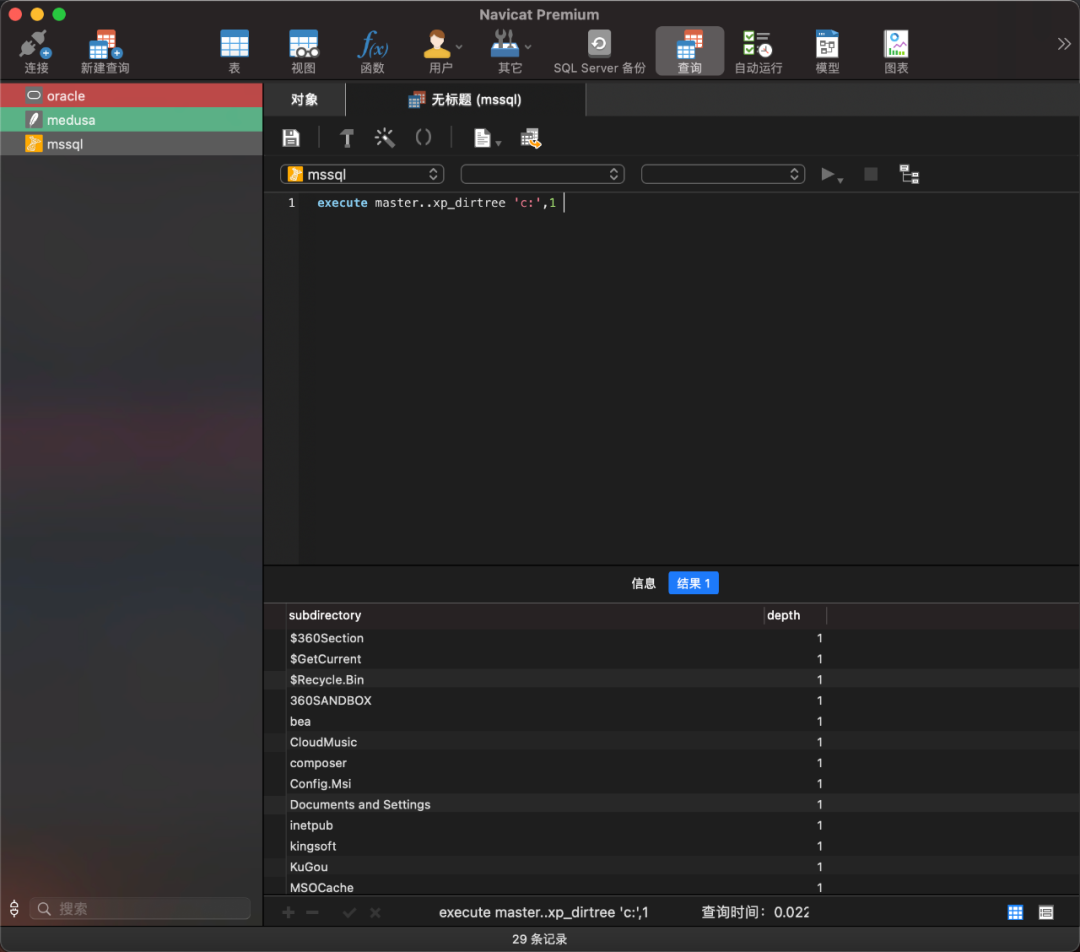 Navicat Premium
连接
新建查询
表
视图
函数
用户
其它
SQL Server 备份
查询
自动运行
模型
图表
oracle
medusa
mssql
对象
无标题 (mssql)
mssql
1 execute master..xp_dirtree 'c:',1
信息
结果 1
subdirectory depth
$360Section 1
$GetCurrent 1
$Recycle.Bin 1
360SANDBOX 1
bea 1
CloudMusic 1
composer 1
Config.Msi 1
Documents and Settings 1
inetpub 1
kingsoft 1
KuGou 1
MSOCache 1
搜索
execute master..xp_dirtree 'c:',1
查询时间：0.022
29 条记录